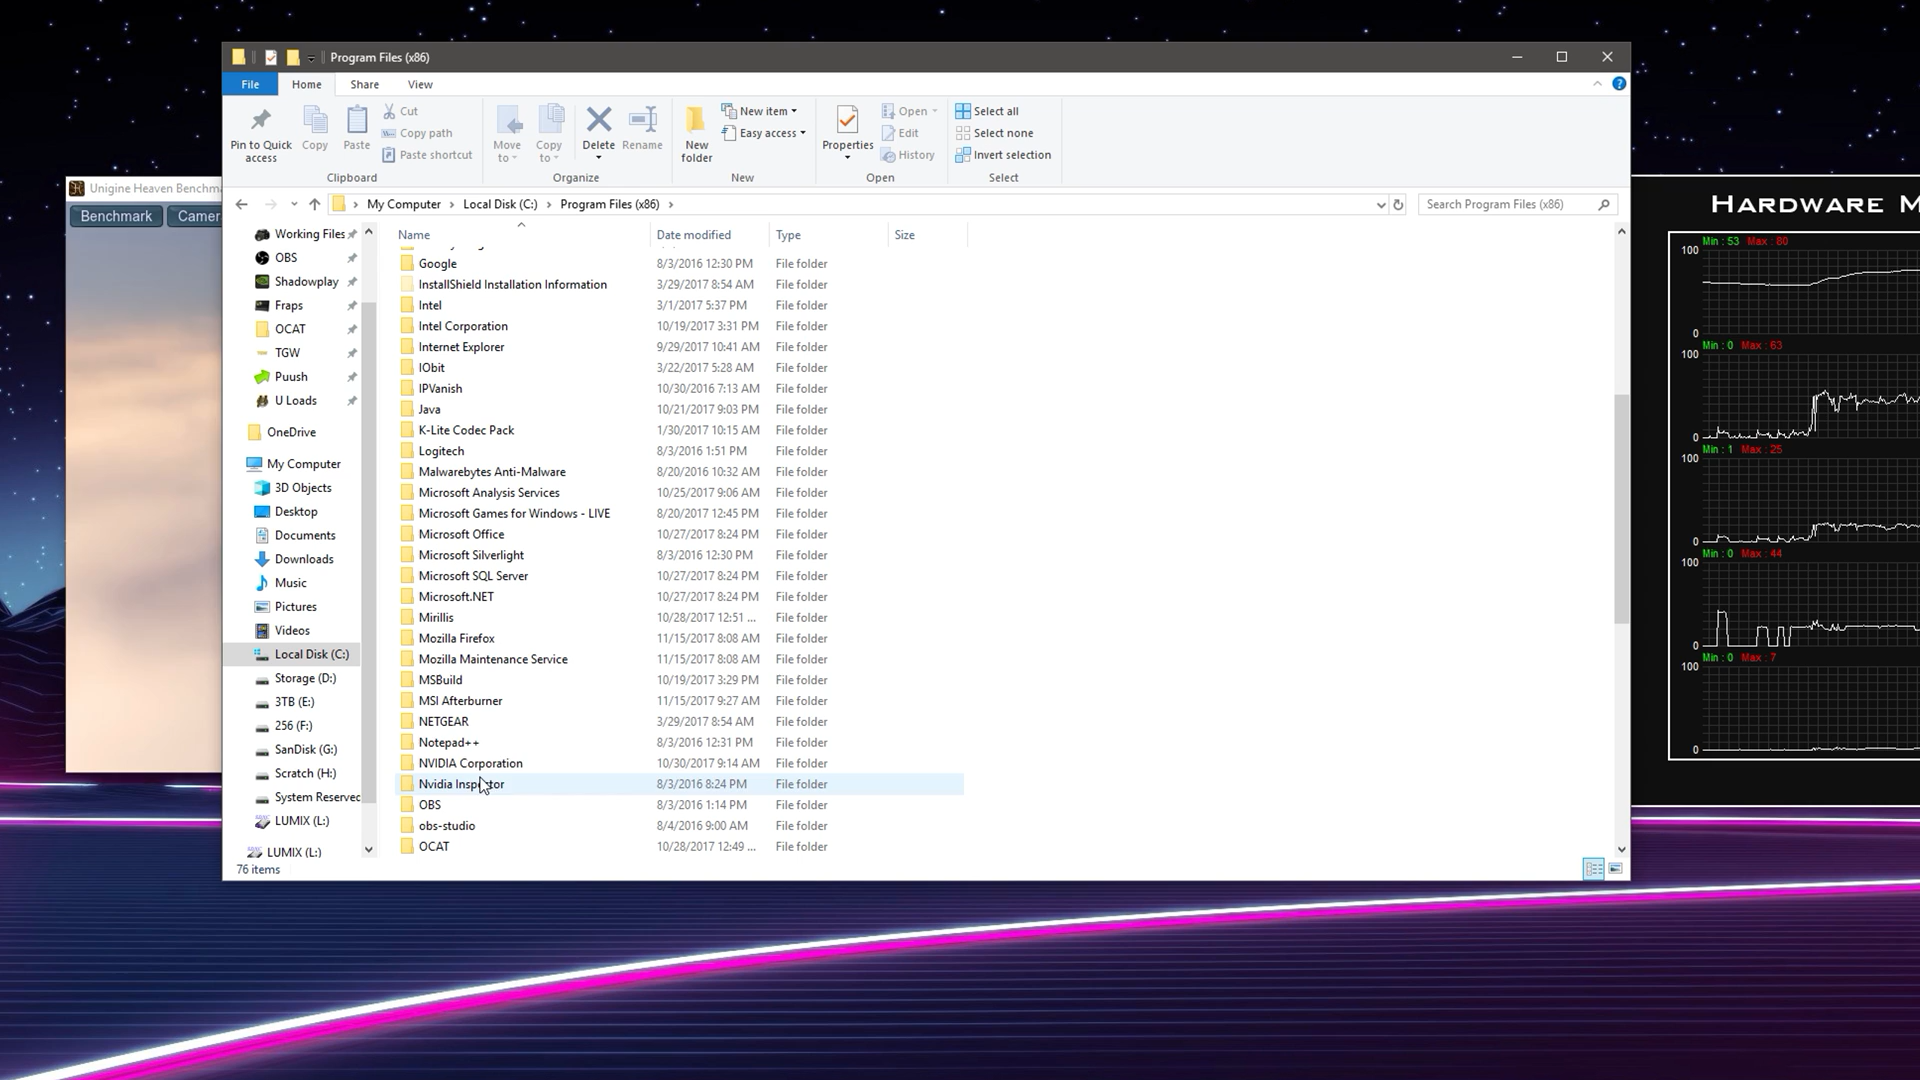 Program Files (x86)
File Home Share View
Pin to Quick access
Copy
Paste
Cut
Copy path
Paste shortcut
Clipboard
Move to
Copy to
Delete
Rename
Organize
New folder
New item
Easy access
New
Properties
Open
Edit
History
Open
Select all
Select none
Invert selection
Select
My Computer Local Disk (C:) Program Files (x86)
Search Program Files (x86)
Unigine Heaven Benchm
Benchmark
Camer
Working Files
OBS
Shadowplay
Fraps
OCAT
TGW
Puush
U Loads
OneDrive
My Computer
3D Objects
Desktop
Documents
Downloads
Music
Pictures
Videos
Local Disk (C:)
Storage (D:)
3TB (E:)
256 (F:)
SanDisk (G:)
Scratch (H:)
System Reserved
LUMIX (L:)
LUMIX (L:)
Name Date modified Type Size
Google 8/3/2016 12:30 PM File folder
InstallShield Installation Information 3/29/2017 8:54 AM File folder
Intel 3/1/2017 5:37 PM File folder
Intel Corporation 10/19/2017 3:31 PM File folder
Internet Explorer 9/29/2017 10:41 AM File folder
IObit 3/22/2017 5:28 AM File folder
IPVanish 10/30/2016 7:13 AM File folder
Java 10/21/2017 9:03 PM File folder
K-Lite Codec Pack 1/30/2017 10:15 AM File folder
Logitech 8/3/2016 1:51 PM File folder
Malwarebytes Anti-Malware 8/20/2016 10:32 AM File folder
Microsoft Analysis Services 10/25/2017 9:06 AM File folder
Microsoft Games for Windows - LIVE 8/20/2017 12:45 PM File folder
Microsoft Office 10/27/2017 8:24 PM File folder
Microsoft Silverlight 8/3/2016 12:30 PM File folder
Microsoft SQL Server 10/27/2017 8:24 PM File folder
Microsoft.NET 10/27/2017 8:24 PM File folder
Mirillis 10/28/2017 12:51 ... File folder
Mozilla Firefox 11/15/2017 8:08 AM File folder
Mozilla Maintenance Service 11/15/2017 8:08 AM File folder
MSBuild 10/19/2017 3:29 PM File folder
MSI Afterburner 11/15/2017 9:27 AM File folder
NETGEAR 3/29/2017 8:54 AM File folder
Notepad++ 8/3/2016 12:31 PM File folder
NVIDIA Corporation 10/30/2017 9:14 AM File folder
Nvidia Inspector 8/3/2016 8:24 PM File folder
OBS 8/3/2016 1:14 PM File folder
obs-studio 8/4/2016 9:00 AM File folder
OCAT 10/28/2017 12:49 ... File folder
76 items
Hardware M
Min : 53 Max : 80
100
0
Min : 0 Max : 63
100
0
Min : 1 Max : 25
100
0
Min : 0 Max : 44
100
0
Min : 0 Max : 7
100
0